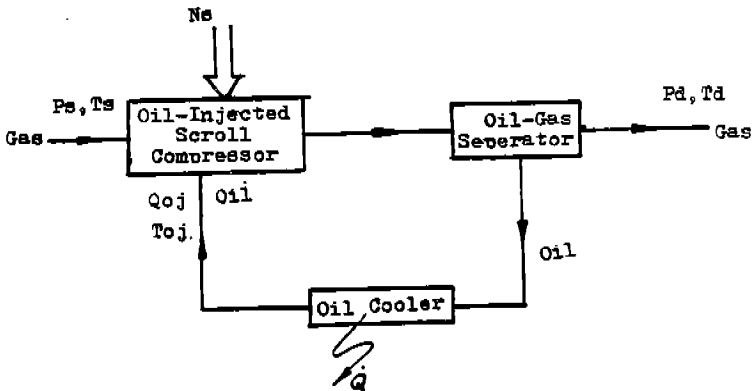 Ns
Ps, Ts
Gas
Oil-Injected
Scroll
Compressor
Oil-Gas
Seperator
Pd, Td
Gas
Qoj Oil
Toj.
Oil
Oil Cooler
Q̇